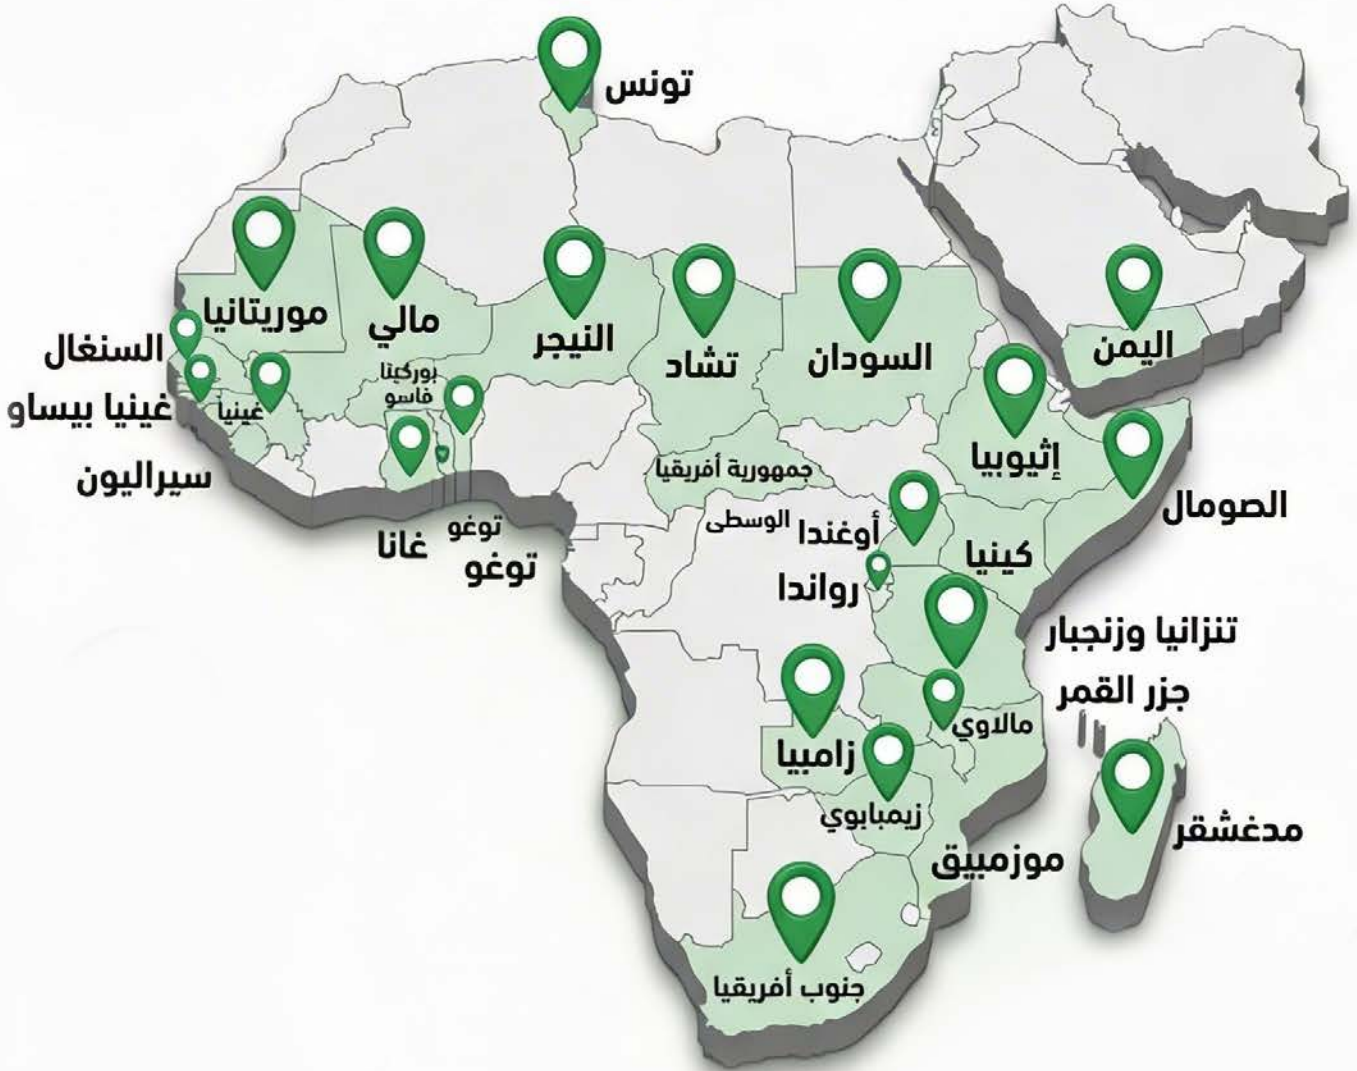 تونس
موريتانيا
مالي
النيجر
تشاد
السودان
اليمن
السنغال
غينيا بيساو
غينيا
بوركينا
فاسو
سيراليون
إثيوبيا
الصومال
جمهورية أفريقيا
الوسطى
أوغندا
كينيا
غانا
توغو
توغو
رواندا
تنزانيا وزنجبار
جزر القمر
مالاوي
زامبيا
زيمبابوي
موزمبيق
مدغشقر
جنوب أفريقيا